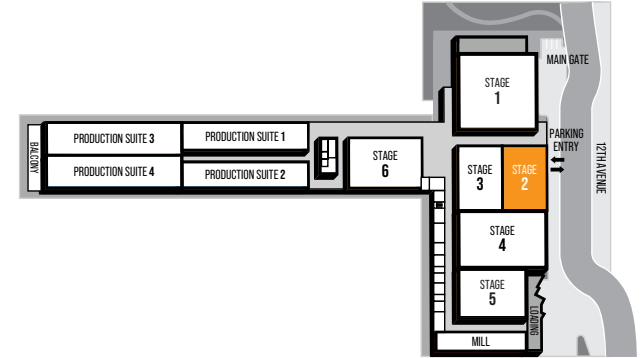 MAIN GATE
STAGE
1
PARKING
ENTRY
12TH AVENUE
BALCONY
PRODUCTION SUITE 3
PRODUCTION SUITE 1
PRODUCTION SUITE 4
PRODUCTION SUITE 2
STAGE
6
STAGE
3
STAGE
2
STAGE
4
STAGE
5
LOADING
MILL